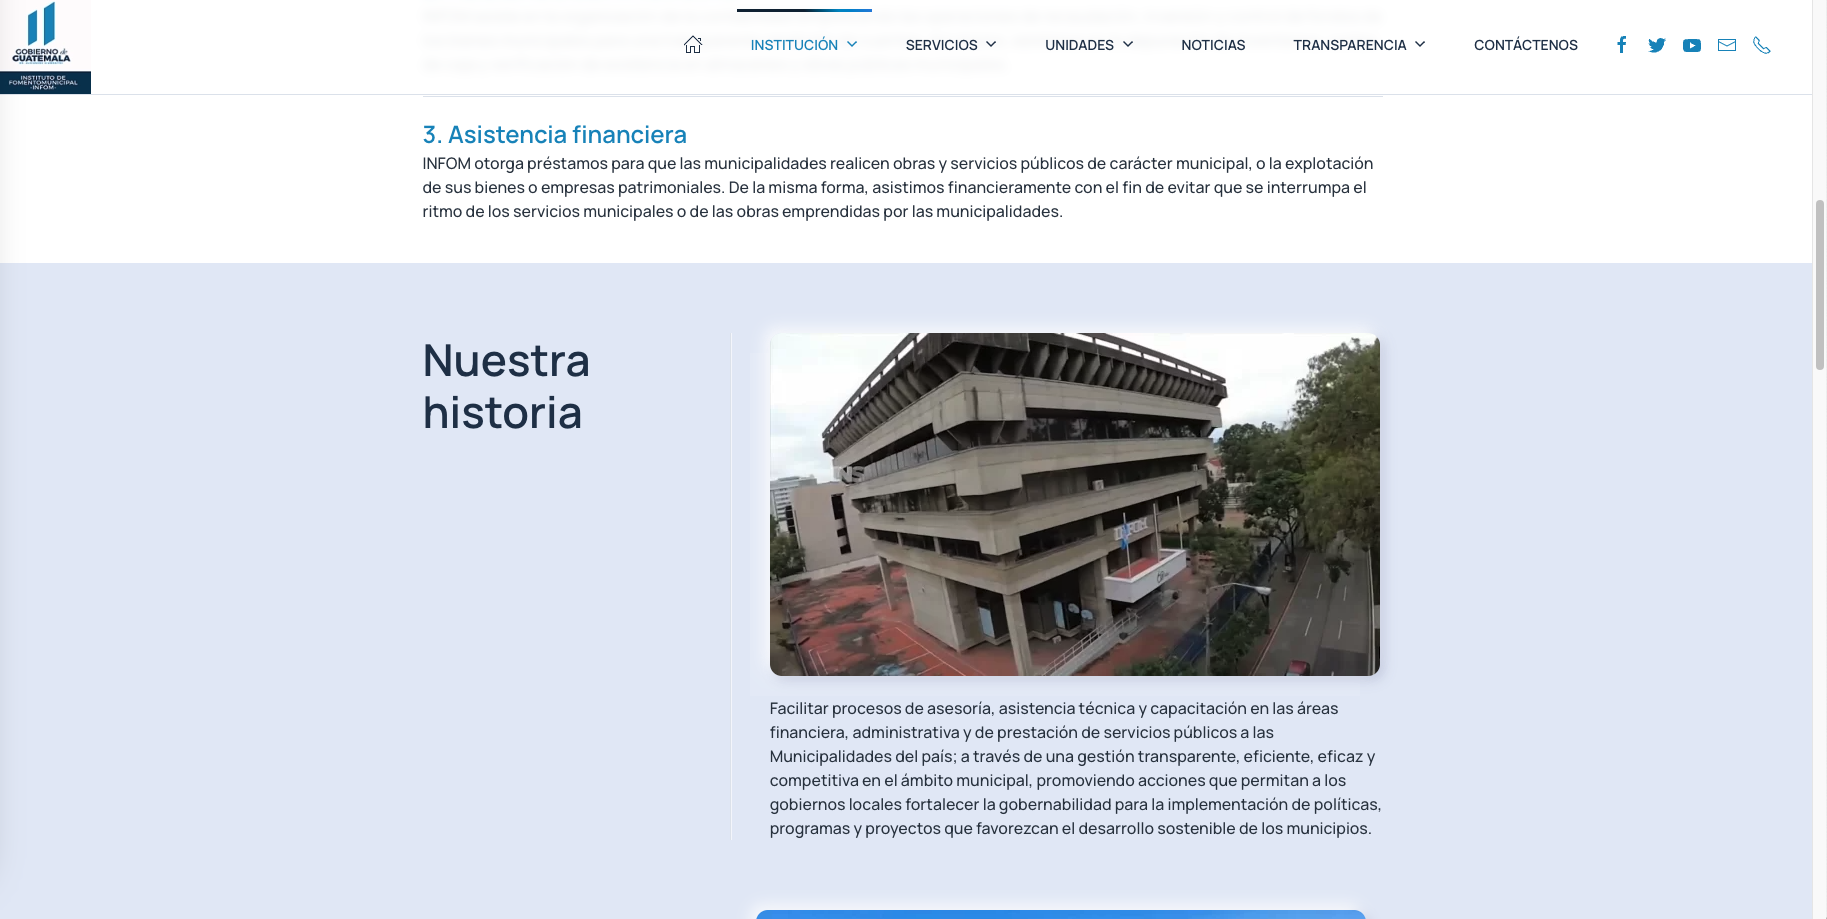 GOBIERNO de
GUATEMALA
INSTITUTO DE
FOMENTO MUNICIPAL
-INFOM-
INSTITUCIÓN
SERVICIOS
UNIDADES
NOTICIAS
TRANSPARENCIA
CONTÁCTENOS
3. Asistencia financiera
INFOM otorga préstamos para que las municipalidades realicen obras y servicios públicos de carácter municipal, o la explotación
de sus bienes o empresas patrimoniales. De la misma forma, asistimos financieramente con el fin de evitar que se interrumpa el
ritmo de los servicios municipales o de las obras emprendidas por las municipalidades.
Nuestra
historia
INFOM
Facilitar procesos de asesoría, asistencia técnica y capacitación en las áreas
financiera, administrativa y de prestación de servicios públicos a las
Municipalidades del país; a través de una gestión transparente, eficiente, eficaz y
competitiva en el ámbito municipal, promoviendo acciones que permitan a los
gobiernos locales fortalecer la gobernabilidad para la implementación de políticas,
programas y proyectos que favorezcan el desarrollo sostenible de los municipios.